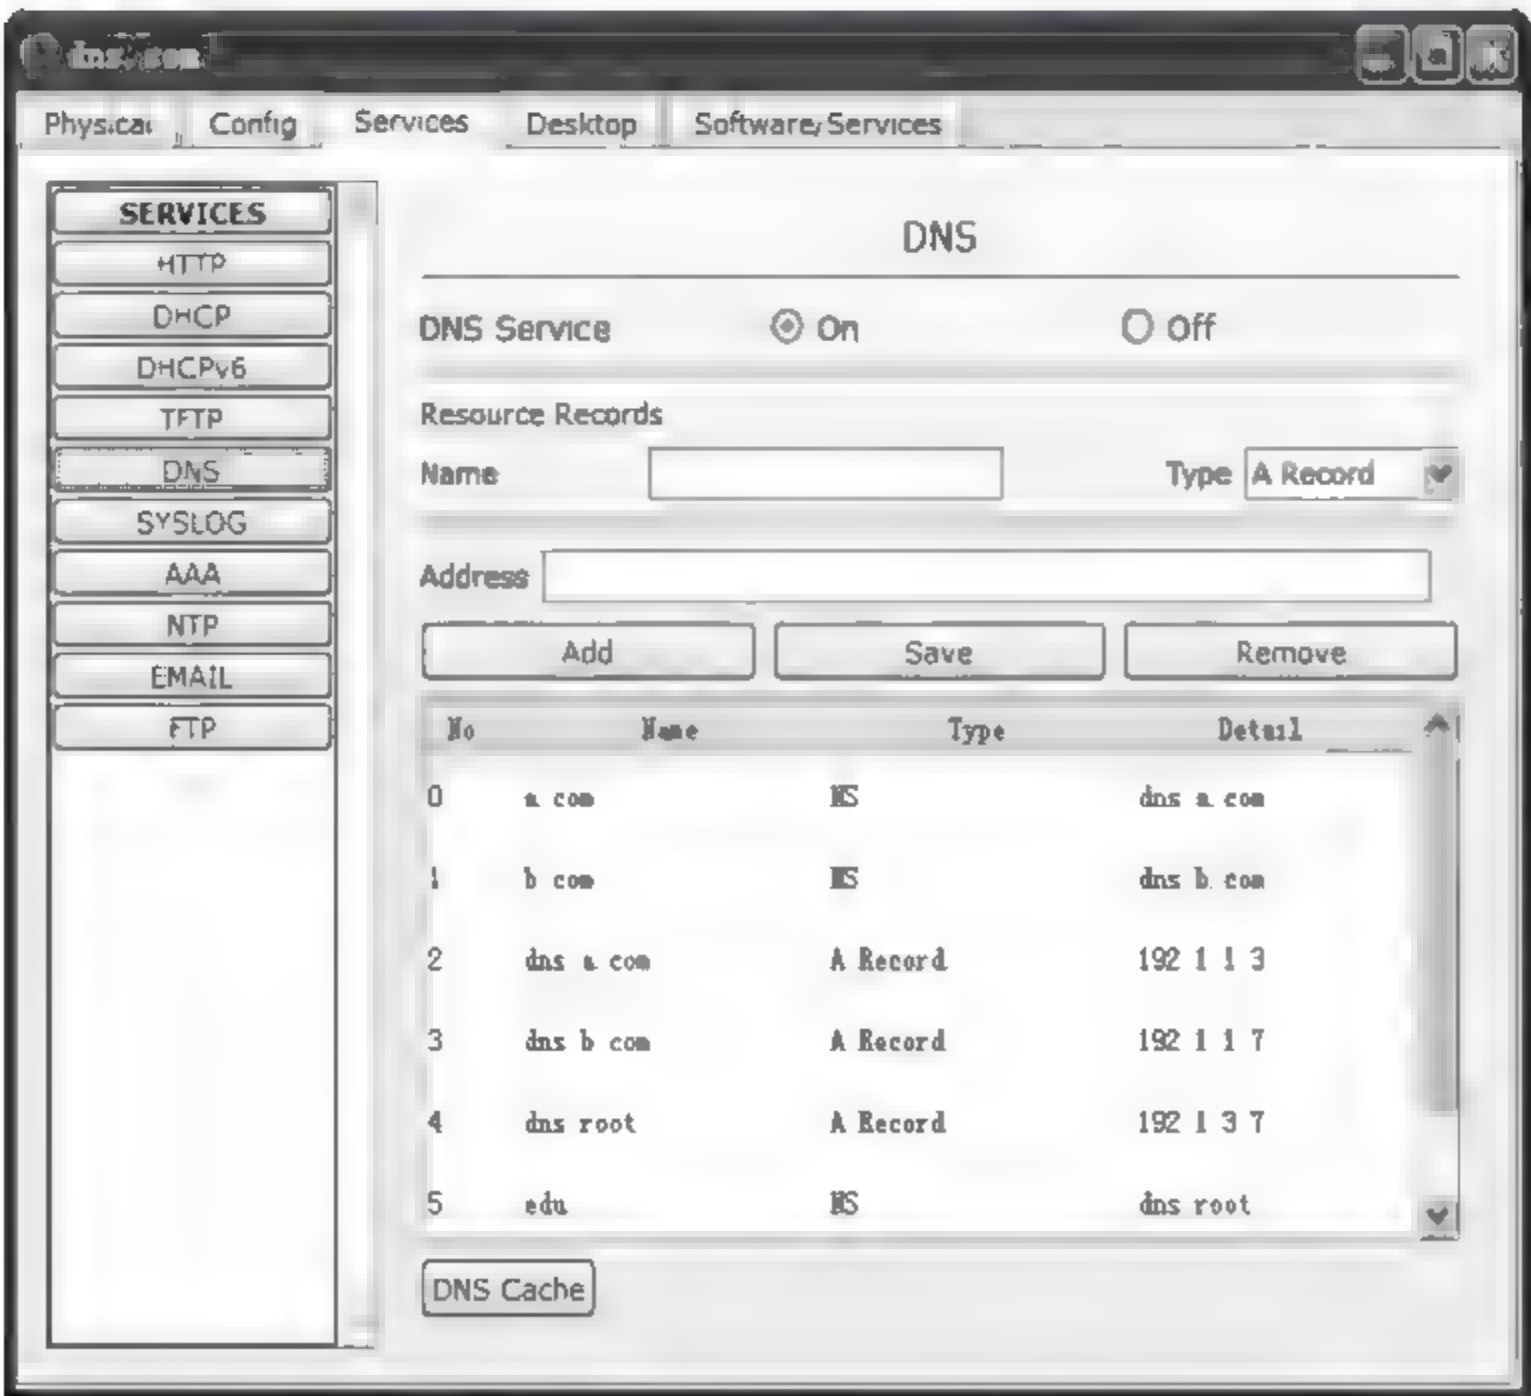 dns.com
Physical Config Services Desktop Software/Services
SERVICES
HTTP
DHCP
DHCPv6
TFTP
DNS
SYSLOG
AAA
NTP
EMAIL
FTP
DNS
DNS Service On Off
Resource Records
Name Type A Record
Address
Add Save Remove
No Name Type Detail
0 a.com NS dns.a.com
1 b.com NS dns.b.com
2 dns.a.com A Record 192.1.1.3
3 dns.b.com A Record 192.1.1.7
4 dns.root A Record 192.1.3.7
5 edu NS dns.root
DNS Cache